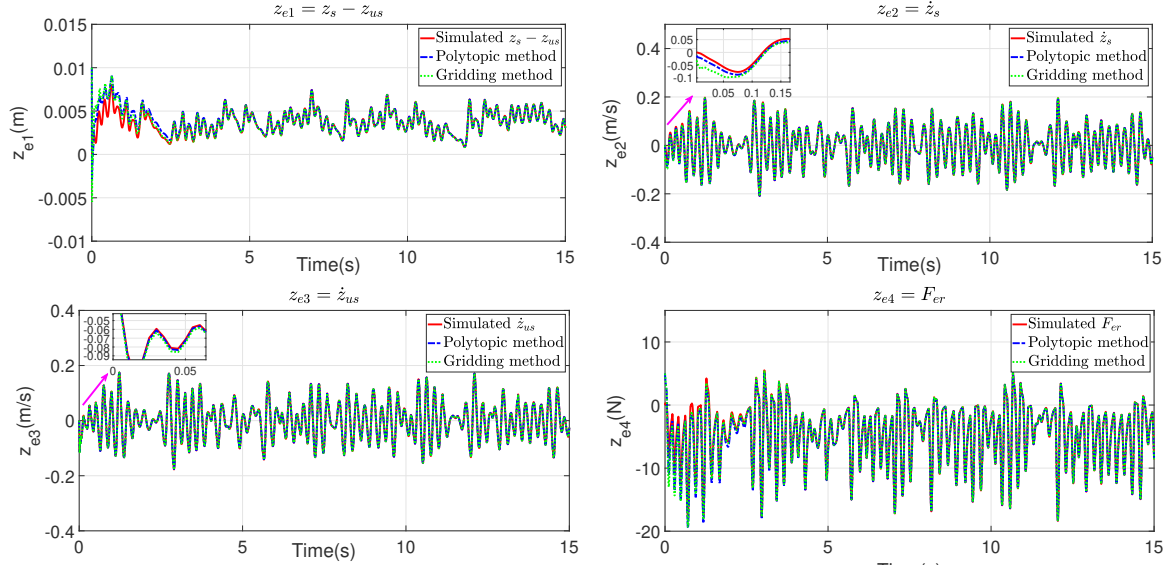 z_{e1} = z_s − z_{us}
0.015
0.01
0.005
0
-0.005
-0.01
z_{e1}(m)
Simulated z_s − z_{us}
Polytopic method
Gridding method
0 5 10 15
Time(s)
z_{e2} = ż_s
0.4
0.2
0
-0.2
-0.4
z_{e2}(m/s)
0.05
0
-0.05
-0.1
0.05 0.1 0.15
Simulated ż_s
Polytopic method
Gridding method
0 5 10 15
Time(s)
z_{e3} = ż_{us}
0.4
0.2
0
-0.2
-0.4
z_{e3}(m/s)
-0.05
-0.06
-0.07
-0.08
-0.09
0 0.05
Simulated ż_{us}
Polytopic method
Gridding method
0 5 10 15
Time(s)
z_{e4} = F_{er}
10
0
-10
-20
z_{e4}(N)
Simulated F_{er}
Polytopic method
Gridding method
0 5 10 15
Time(s)